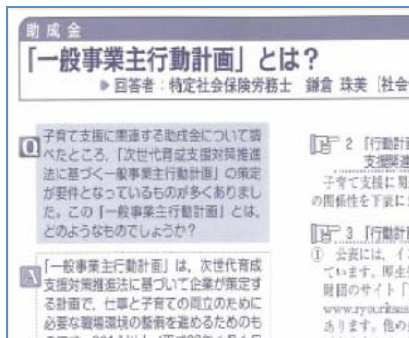 助成金
「一般事業主行動計画」とは？
▶ 回答者：特定社会保険労務士 鎌倉 珠美 [社会
Q 子育て支援に関連する助成金について調
べたところ、「次世代育成支援対策推進
法に基づく一般事業主行動計画」の策定
が要件となっているものが多くありまし
た。この「一般事業主行動計画」とは、
どのようなものでしょうか？
A 「一般事業主行動計画」は、次世代育成
支援対策推進法に基づいて企業が策定す
る計画で、仕事と子育ての両立のために
必要な職場環境の整備を進めるためのも
2 「行動計画
支援関連
子育て支援に関
の関係性を下表に
3 「行動計
① 公表には、イン
ています。厚生
財団のサイト「
www.ryouritsu
あります。他の